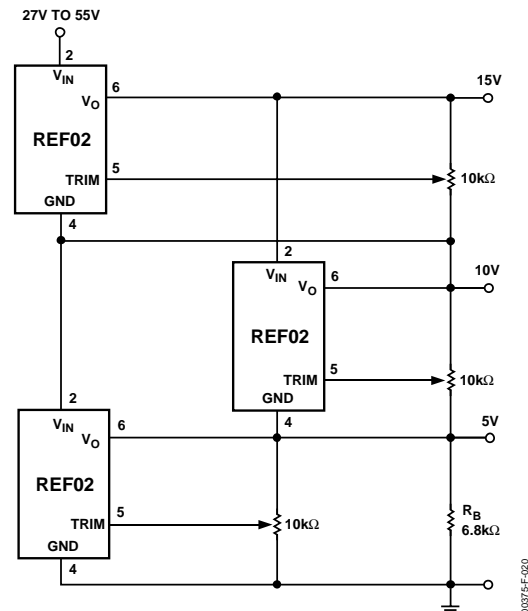 27V TO 55V
2
VIN
6
VO
15V
REF02
5
TRIM
10kΩ
GND
4
2
VIN
6
VO
10V
REF02
5
TRIM
10kΩ
GND
4
2
VIN
6
VO
5V
REF02
5
TRIM
10kΩ
RB
6.8kΩ
GND
4
00375-F-020